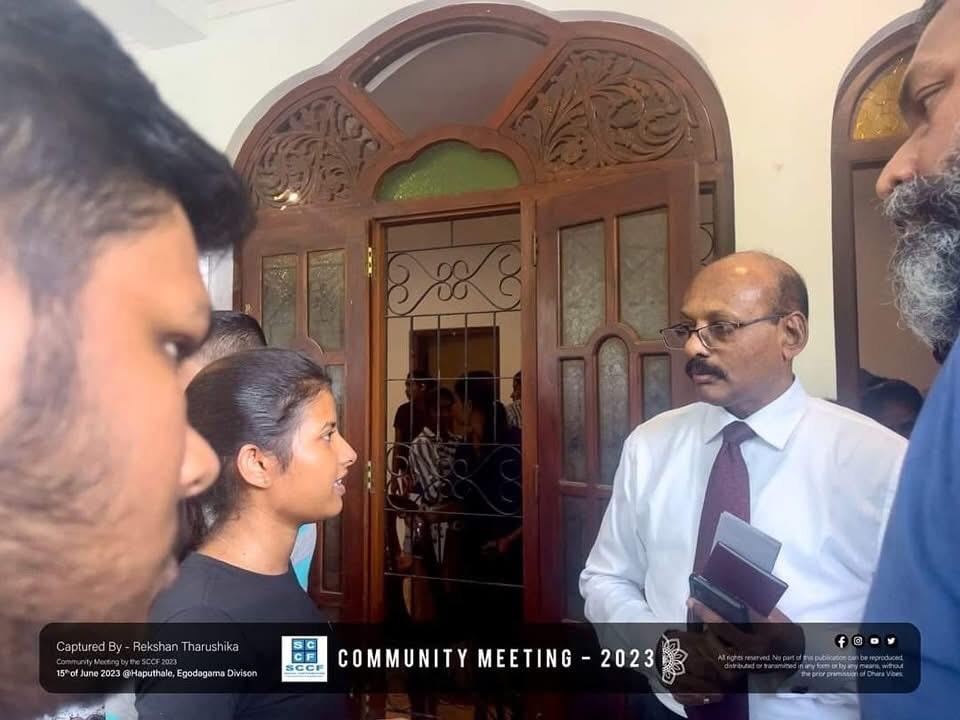 Captured By - Rekshan Tharushika
Community Meeting by the SCCF 2023
15th of June 2023 @Haputhale, Egodagama Divison
S C
C F
SCCF
COMMUNITY MEETING - 2023
All rights reserved. No part of this publication can be reproduced,
distributed or transmitted in any form or by any means, without
the prior premission of Dhara Vibes.